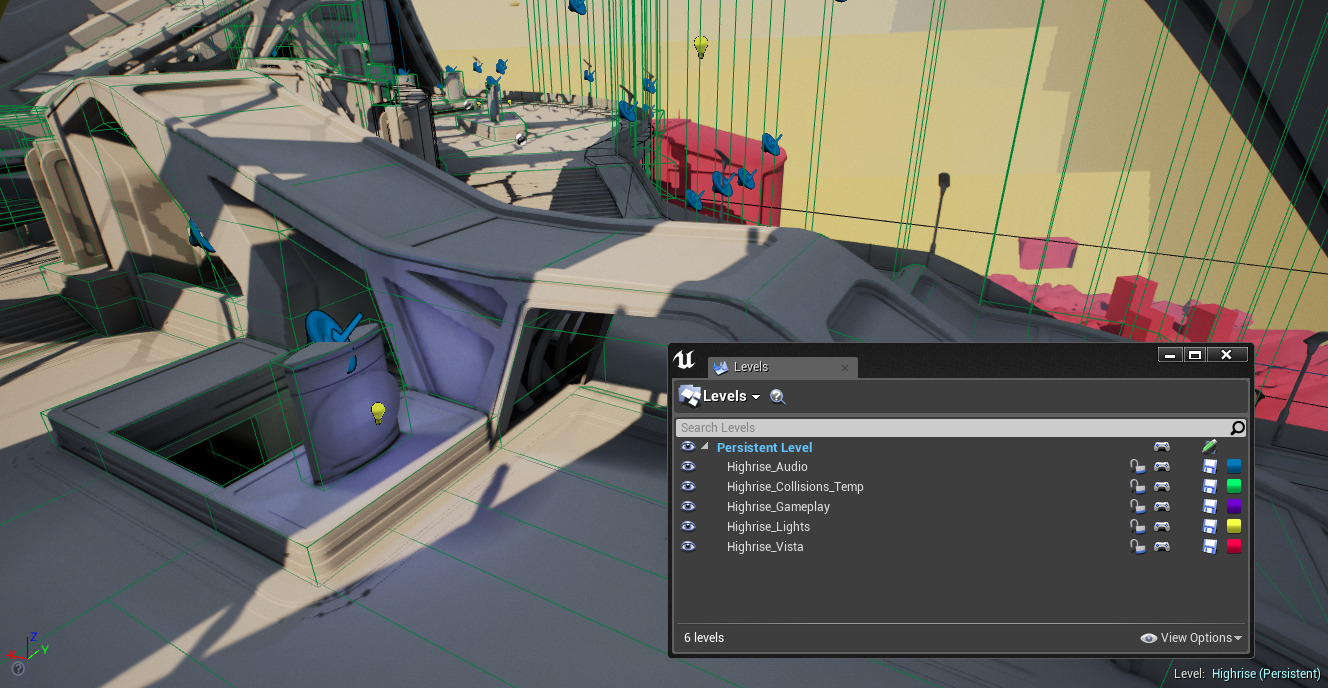 Levels
Levels
Search Levels
Persistent Level
Highrise_Audio
Highrise_Collisions_Temp
Highrise_Gameplay
Highrise_Lights
Highrise_Vista
6 levels
View Options
Z
X Y
Level: Highrise (Persistent)